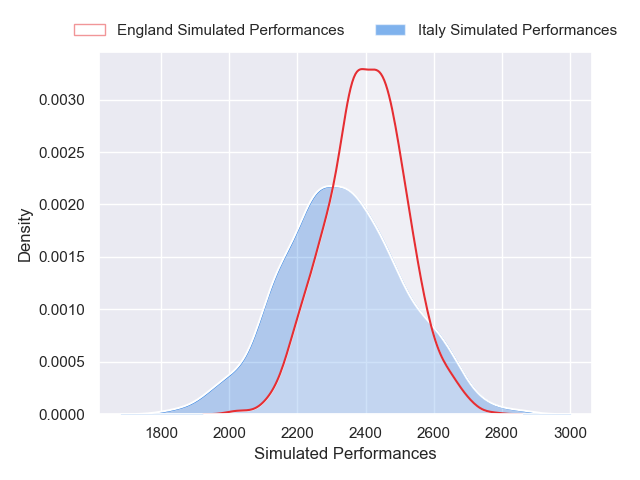 England Simulated Performances
Italy Simulated Performances
0.0030
0.0025
0.0020
0.0015
0.0010
0.0005
0.0000
Density
1800 2000 2200 2400 2600 2800 3000
Simulated Performances